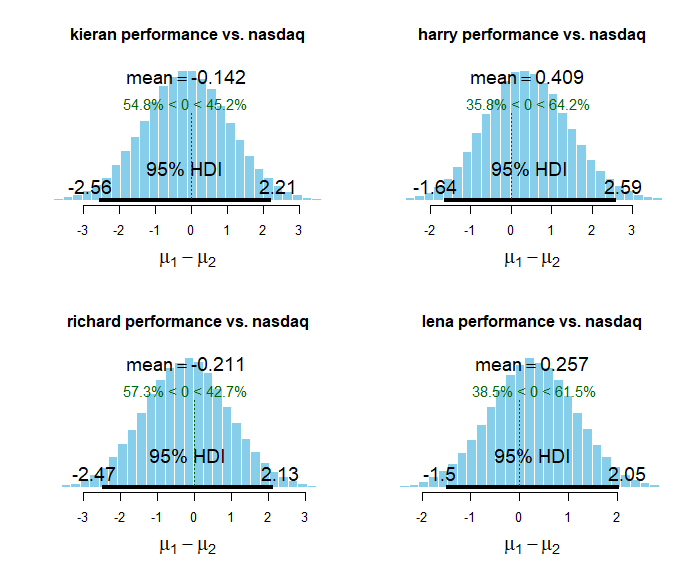 kieran performance vs. nasdaq
mean = -0.142
54.8% < 0 < 45.2%
95% HDI
-2.56 2.21
-3 -2 -1 0 1 2 3
μ1 − μ2
harry performance vs. nasdaq
mean = 0.409
35.8% < 0 < 64.2%
95% HDI
-1.64 2.59
-2 -1 0 1 2 3
μ1 − μ2
richard performance vs. nasdaq
mean = -0.211
57.3% < 0 < 42.7%
95% HDI
-2.47 2.13
-3 -2 -1 0 1 2 3
μ1 − μ2
lena performance vs. nasdaq
mean = 0.257
38.5% < 0 < 61.5%
95% HDI
-1.5 2.05
-2 -1 0 1 2
μ1 − μ2